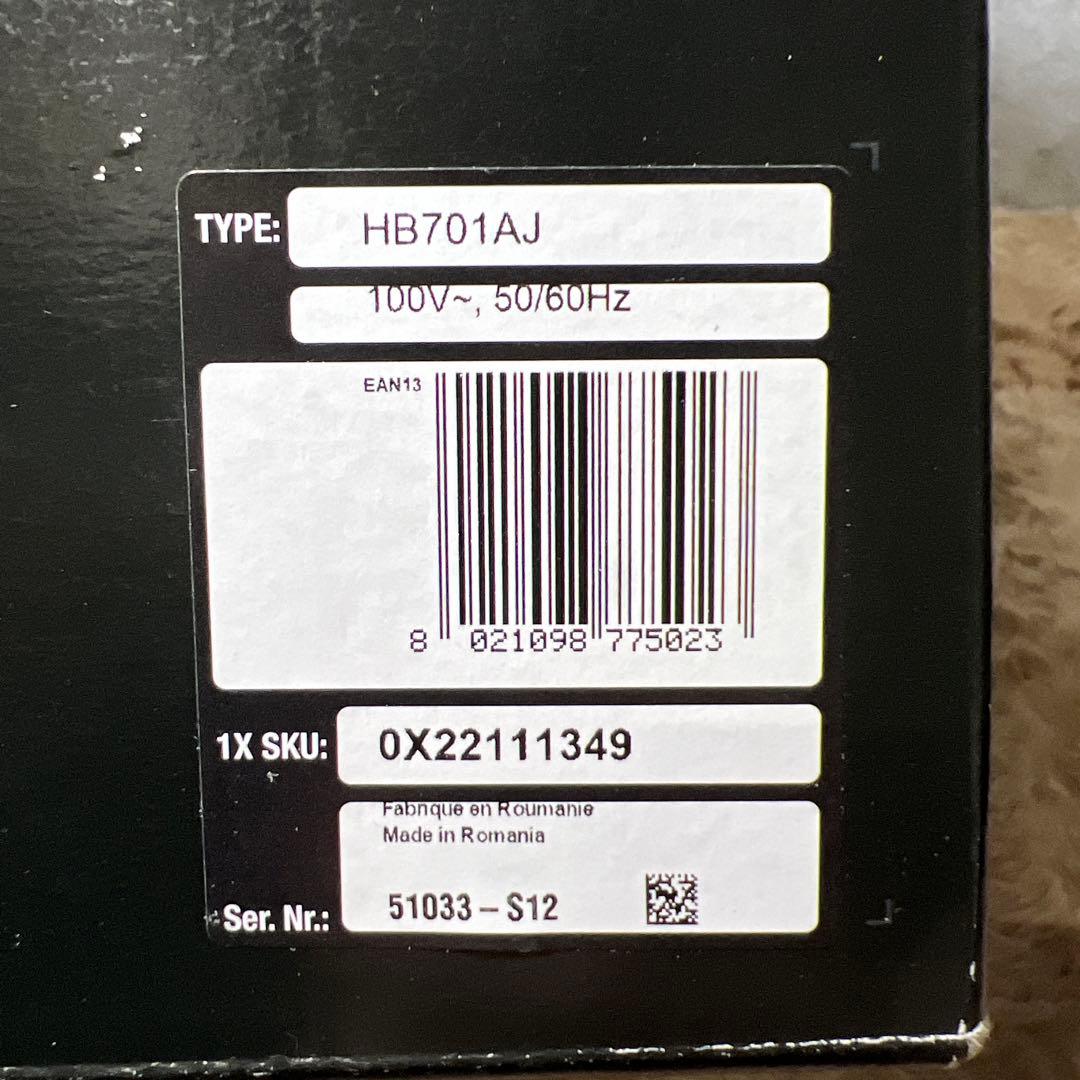 TYPE: HB701AJ
100V~, 50/60Hz
EAN13
8 021098 775023
1X SKU: 0X22111349
Fabrique en Roumanie
Made in Romania
Ser. Nr.: 51033 – S12